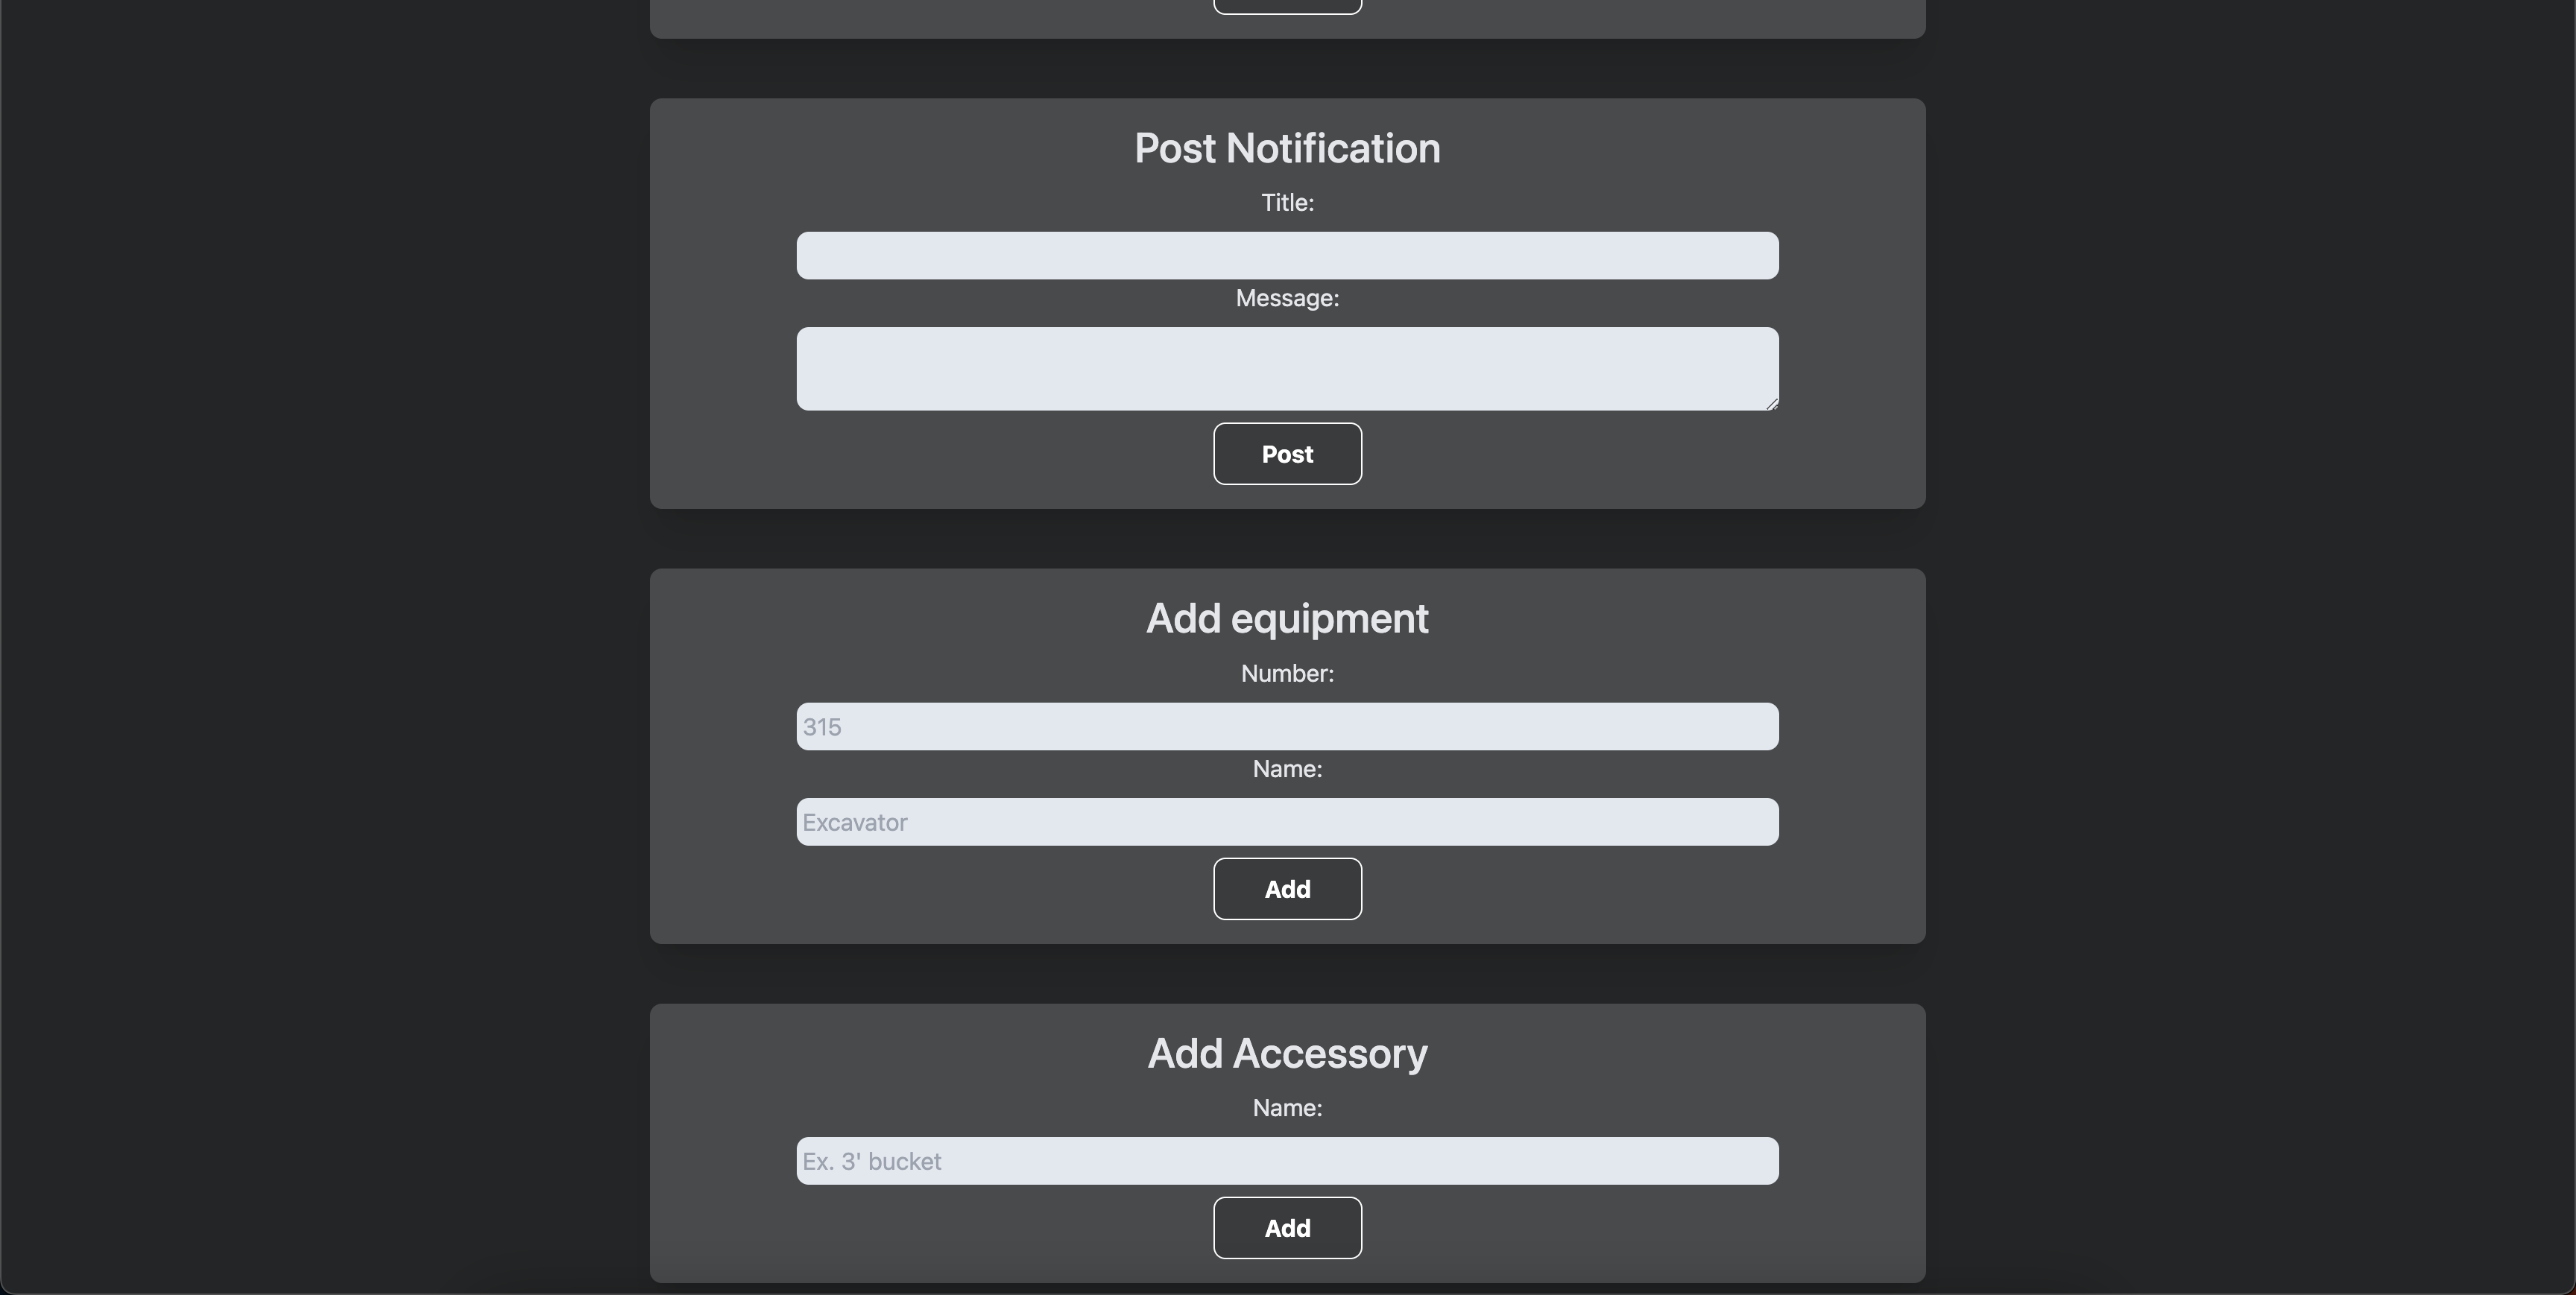 Post Notification
Title:
Message:
Post
Add equipment
Number:
315
Name:
Excavator
Add
Add Accessory
Name:
Ex. 3' bucket
Add